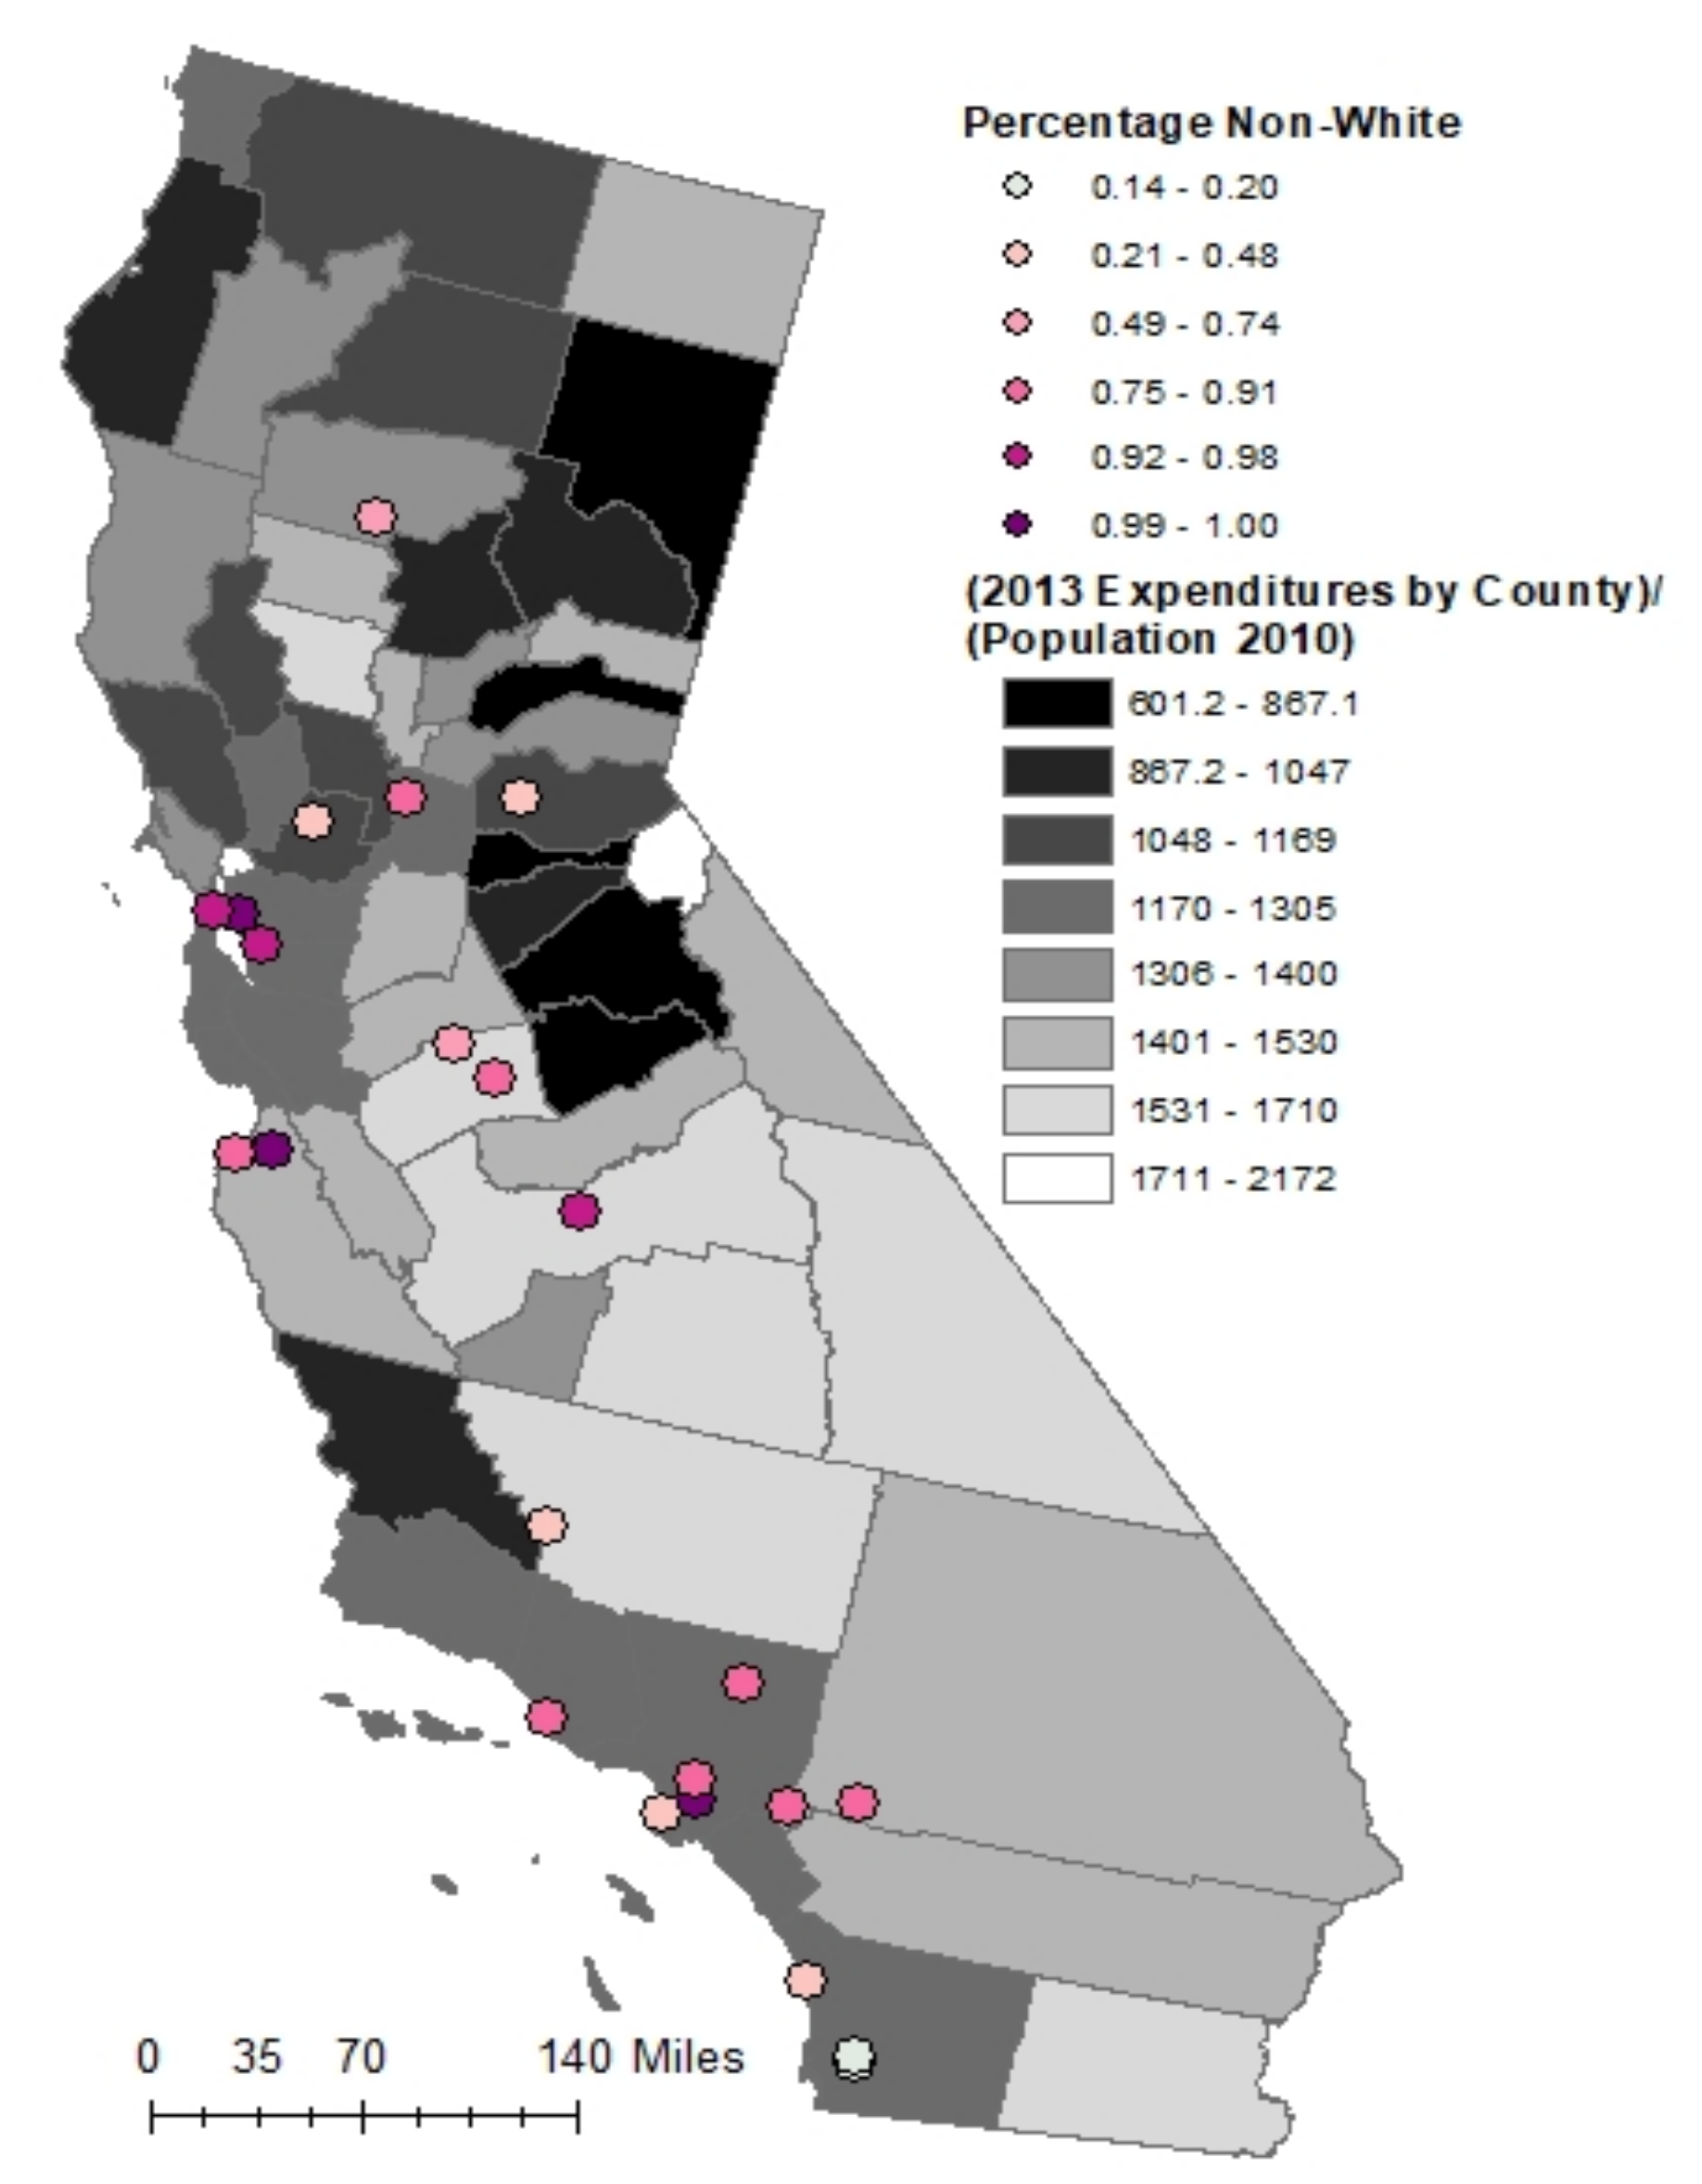 Percentage Non-White
0.14 - 0.20
0.21 - 0.48
0.49 - 0.74
0.75 - 0.91
0.92 - 0.98
0.99 - 1.00
(2013 Expenditures by County)/
(Population 2010)
601.2 - 867.1
867.2 - 1047
1048 - 1169
1170 - 1305
1306 - 1400
1401 - 1530
1531 - 1710
1711 - 2172
0 35 70 140 Miles